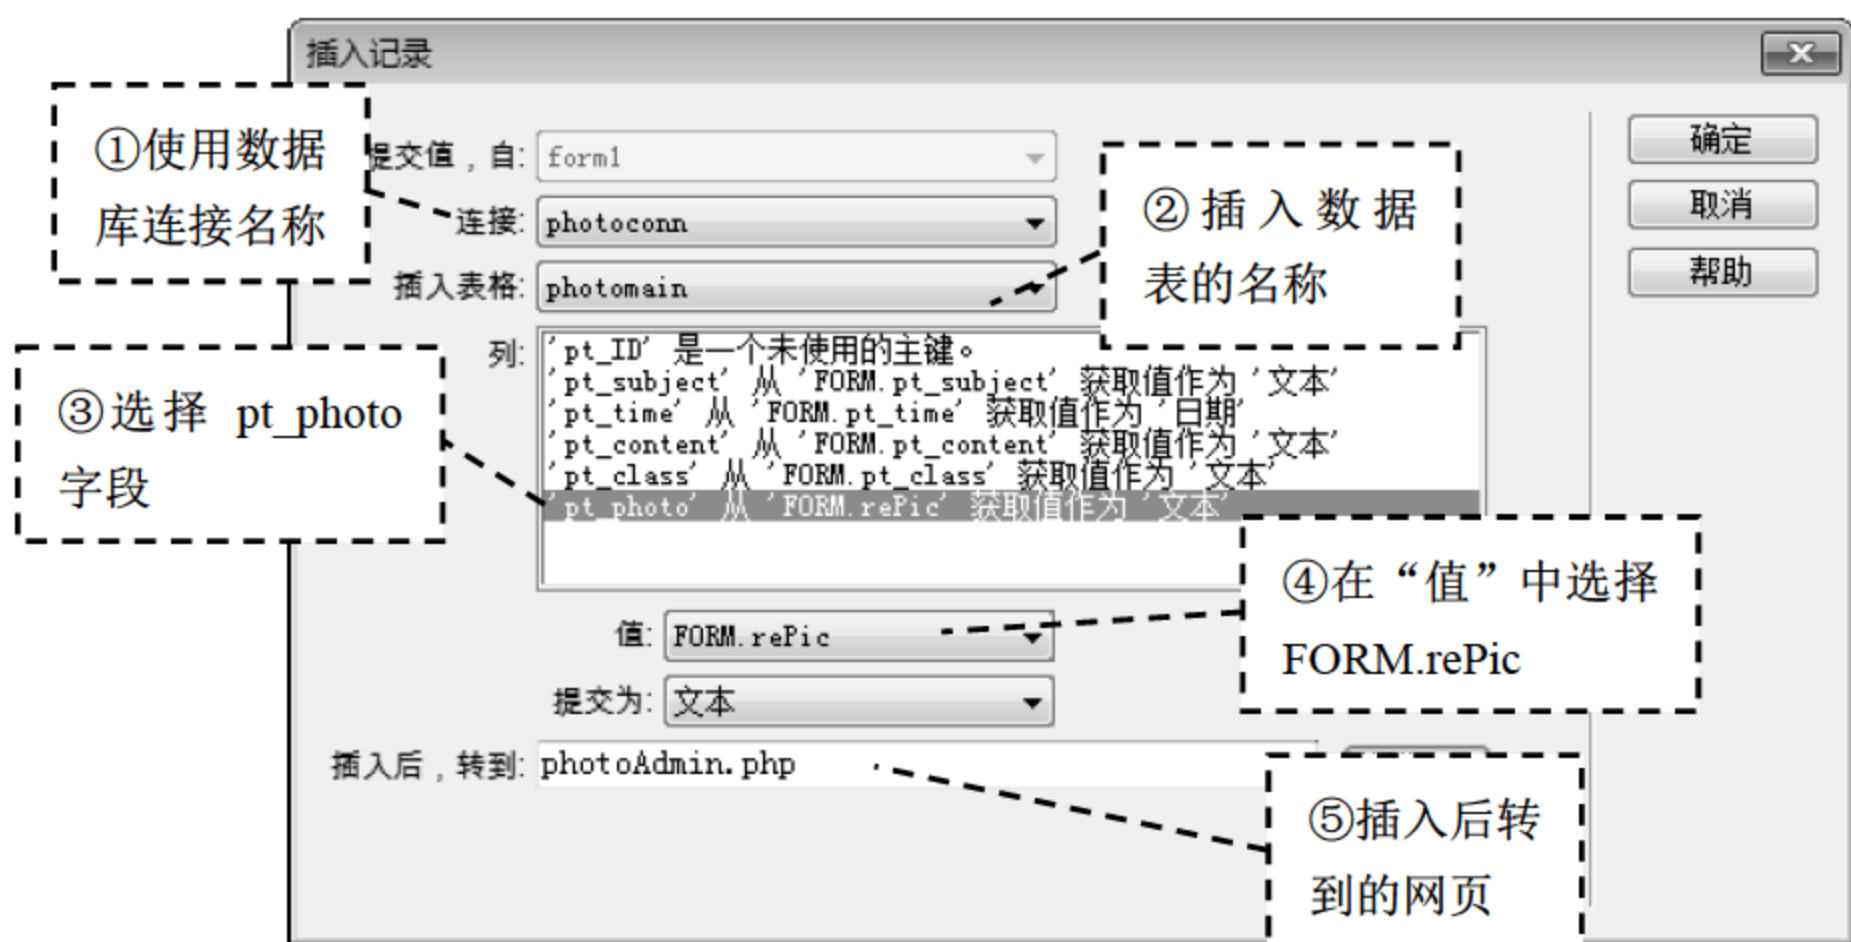 插入记录
①使用数据
库连接名称
提交值，自: form1
连接: photoconn
插入表格: photomain
②插入数据
表的名称
确定
取消
帮助
列:
'pt_ID' 是一个未使用的主键。
'pt_subject' 从 'FORM.pt_subject' 获取值作为 '文本'
'pt_time' 从 'FORM.pt_time' 获取值作为 '日期'
'pt_content' 从 'FORM.pt_content' 获取值作为 '文本'
'pt_class' 从 'FORM.pt_class' 获取值作为 '文本'
'pt_photo' 从 'FORM.rePic' 获取值作为 '文本'
③选择 pt_photo
字段
值: FORM.rePic
④在“值”中选择
FORM.rePic
提交为: 文本
插入后，转到: photoAdmin.php
⑤插入后转
到的网页